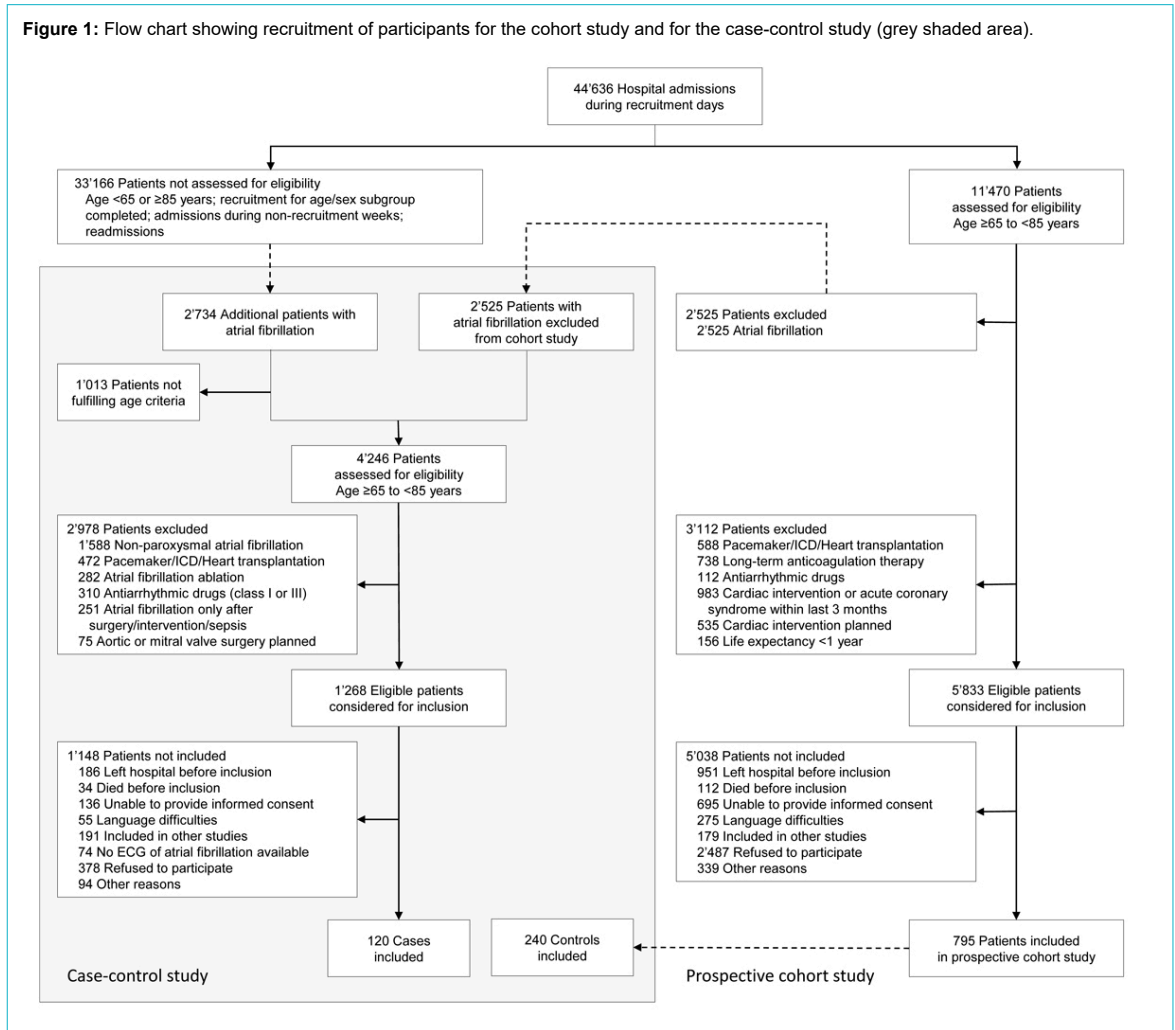 Figure 1: Flow chart showing recruitment of participants for the cohort study and for the case-control study (grey shaded area).
44'636 Hospital admissions
during recruitment days
33'166 Patients not assessed for eligibility
Age <65 or ≥85 years; recruitment for age/sex subgroup
completed; admissions during non-recruitment weeks;
readmissions
11'470 Patients
assessed for eligibility
Age ≥65 to <85 years
2'734 Additional patients with
atrial fibrillation
2'525 Patients with
atrial fibrillation excluded
from cohort study
2'525 Patients excluded
2'525 Atrial fibrillation
1'013 Patients not
fulfilling age criteria
4'246 Patients
assessed for eligibility
Age ≥65 to <85 years
2'978 Patients excluded
1'588 Non-paroxysmal atrial fibrillation
472 Pacemaker/ICD/Heart transplantation
282 Atrial fibrillation ablation
310 Antiarrhythmic drugs (class I or III)
251 Atrial fibrillation only after
surgery/intervention/sepsis
75 Aortic or mitral valve surgery planned
3'112 Patients excluded
588 Pacemaker/ICD/Heart transplantation
738 Long-term anticoagulation therapy
112 Antiarrhythmic drugs
983 Cardiac intervention or acute coronary
syndrome within last 3 months
535 Cardiac intervention planned
156 Life expectancy <1 year
1'268 Eligible patients
considered for inclusion
5'833 Eligible patients
considered for inclusion
1'148 Patients not included
186 Left hospital before inclusion
34 Died before inclusion
136 Unable to provide informed consent
55 Language difficulties
191 Included in other studies
74 No ECG of atrial fibrillation available
378 Refused to participate
94 Other reasons
5'038 Patients not included
951 Left hospital before inclusion
112 Died before inclusion
695 Unable to provide informed consent
275 Language difficulties
179 Included in other studies
2'487 Refused to participate
339 Other reasons
120 Cases
included
240 Controls
included
795 Patients included
in prospective cohort study
Case-control study
Prospective cohort study